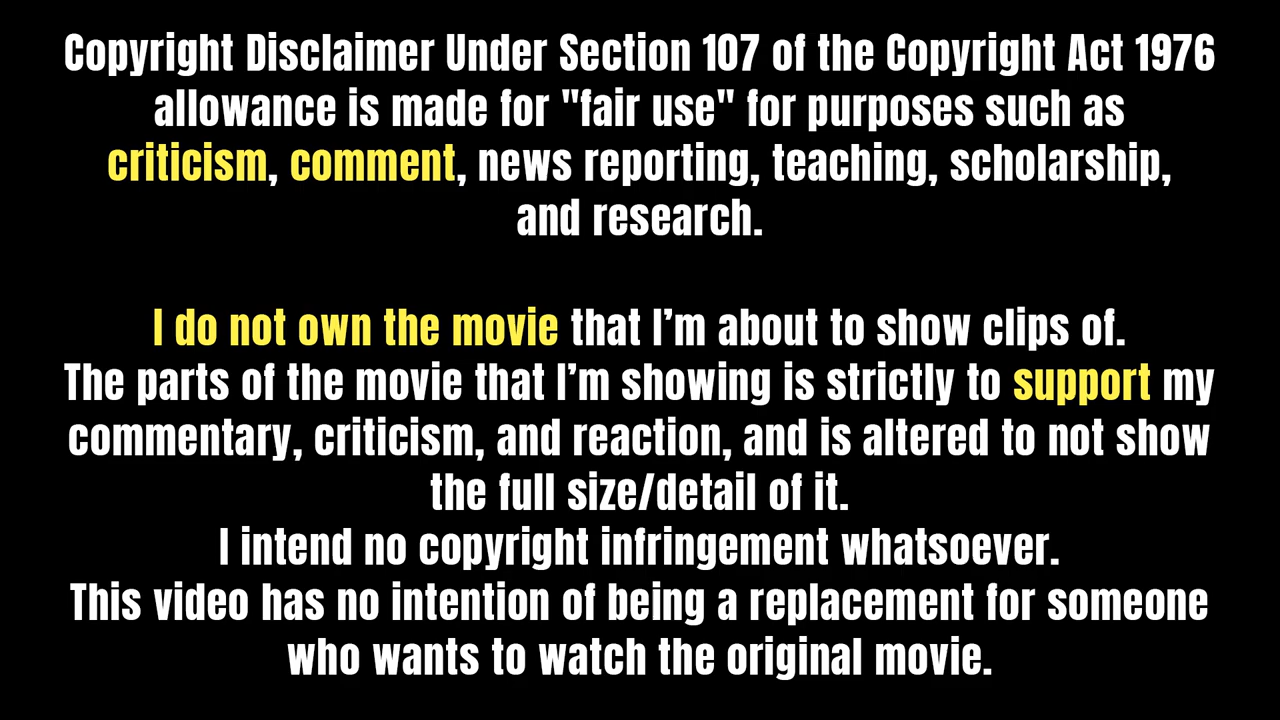 Copyright Disclaimer Under Section 107 of the Copyright Act 1976
allowance is made for "fair use" for purposes such as
criticism, comment, news reporting, teaching, scholarship,
and research.
I do not own the movie that I’m about to show clips of.
The parts of the movie that I’m showing is strictly to support my
commentary, criticism, and reaction, and is altered to not show
the full size/detail of it.
I intend no copyright infringement whatsoever.
This video has no intention of being a replacement for someone
who wants to watch the original movie.